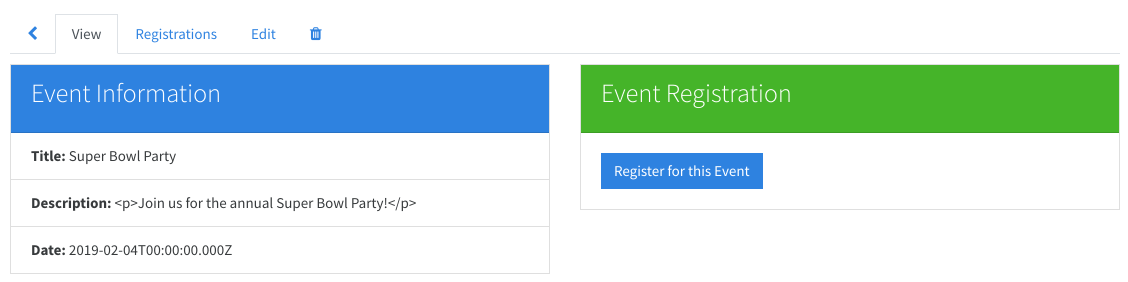 View Registrations Edit
Event Information
Title: Super Bowl Party
Description: <p>Join us for the annual Super Bowl Party!</p>
Date: 2019-02-04T00:00:00.000Z
Event Registration
Register for this Event